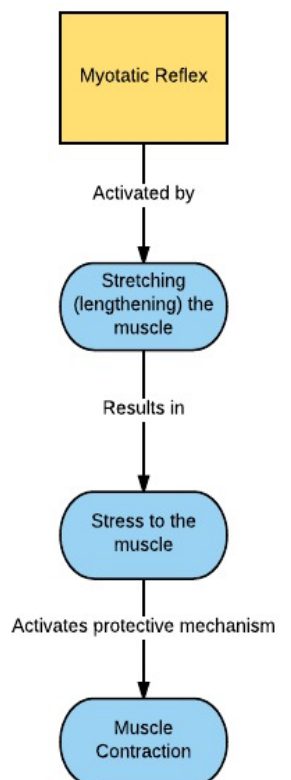 Myotatic Reflex
Activated by
Stretching
(lengthening) the
muscle
Results in
Stress to the
muscle
Activates protective mechanism
Muscle
Contraction